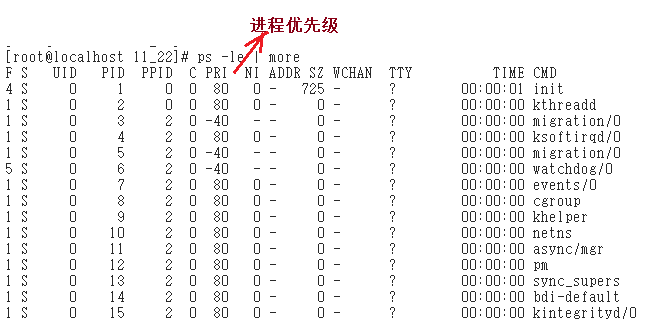 进程优先级
[root@localhost 11_22]# ps -le | more
F S   UID   PID  PPID  C PRI  NI ADDR SZ WCHAN  TTY          TIME CMD
4 S     0     1     0  0  80   0 -   725 -      ?        00:00:01 init
1 S     0     2     0  0  80   0 -     0 -      ?        00:00:00 kthreadd
1 S     0     3     2  0 -40   - -     0 -      ?        00:00:00 migration/0
1 S     0     4     2  0  80   0 -     0 -      ?        00:00:00 ksoftirqd/0
1 S     0     5     2  0 -40   - -     0 -      ?        00:00:00 migration/0
5 S     0     6     2  0 -40   - -     0 -      ?        00:00:00 watchdog/0
1 S     0     7     2  0  80   0 -     0 -      ?        00:00:00 events/0
1 S     0     8     2  0  80   0 -     0 -      ?        00:00:00 cgroup
1 S     0     9     2  0  80   0 -     0 -      ?        00:00:00 khelper
1 S     0    10     2  0  80   0 -     0 -      ?        00:00:00 netns
1 S     0    11     2  0  80   0 -     0 -      ?        00:00:00 async/mgr
1 S     0    12     2  0  80   0 -     0 -      ?        00:00:00 pm
1 S     0    13     2  0  80   0 -     0 -      ?        00:00:00 sync_supers
1 S     0    14     2  0  80   0 -     0 -      ?        00:00:00 bdi-default
1 S     0    15     2  0  80   0 -     0 -      ?        00:00:00 kintegrityd/0